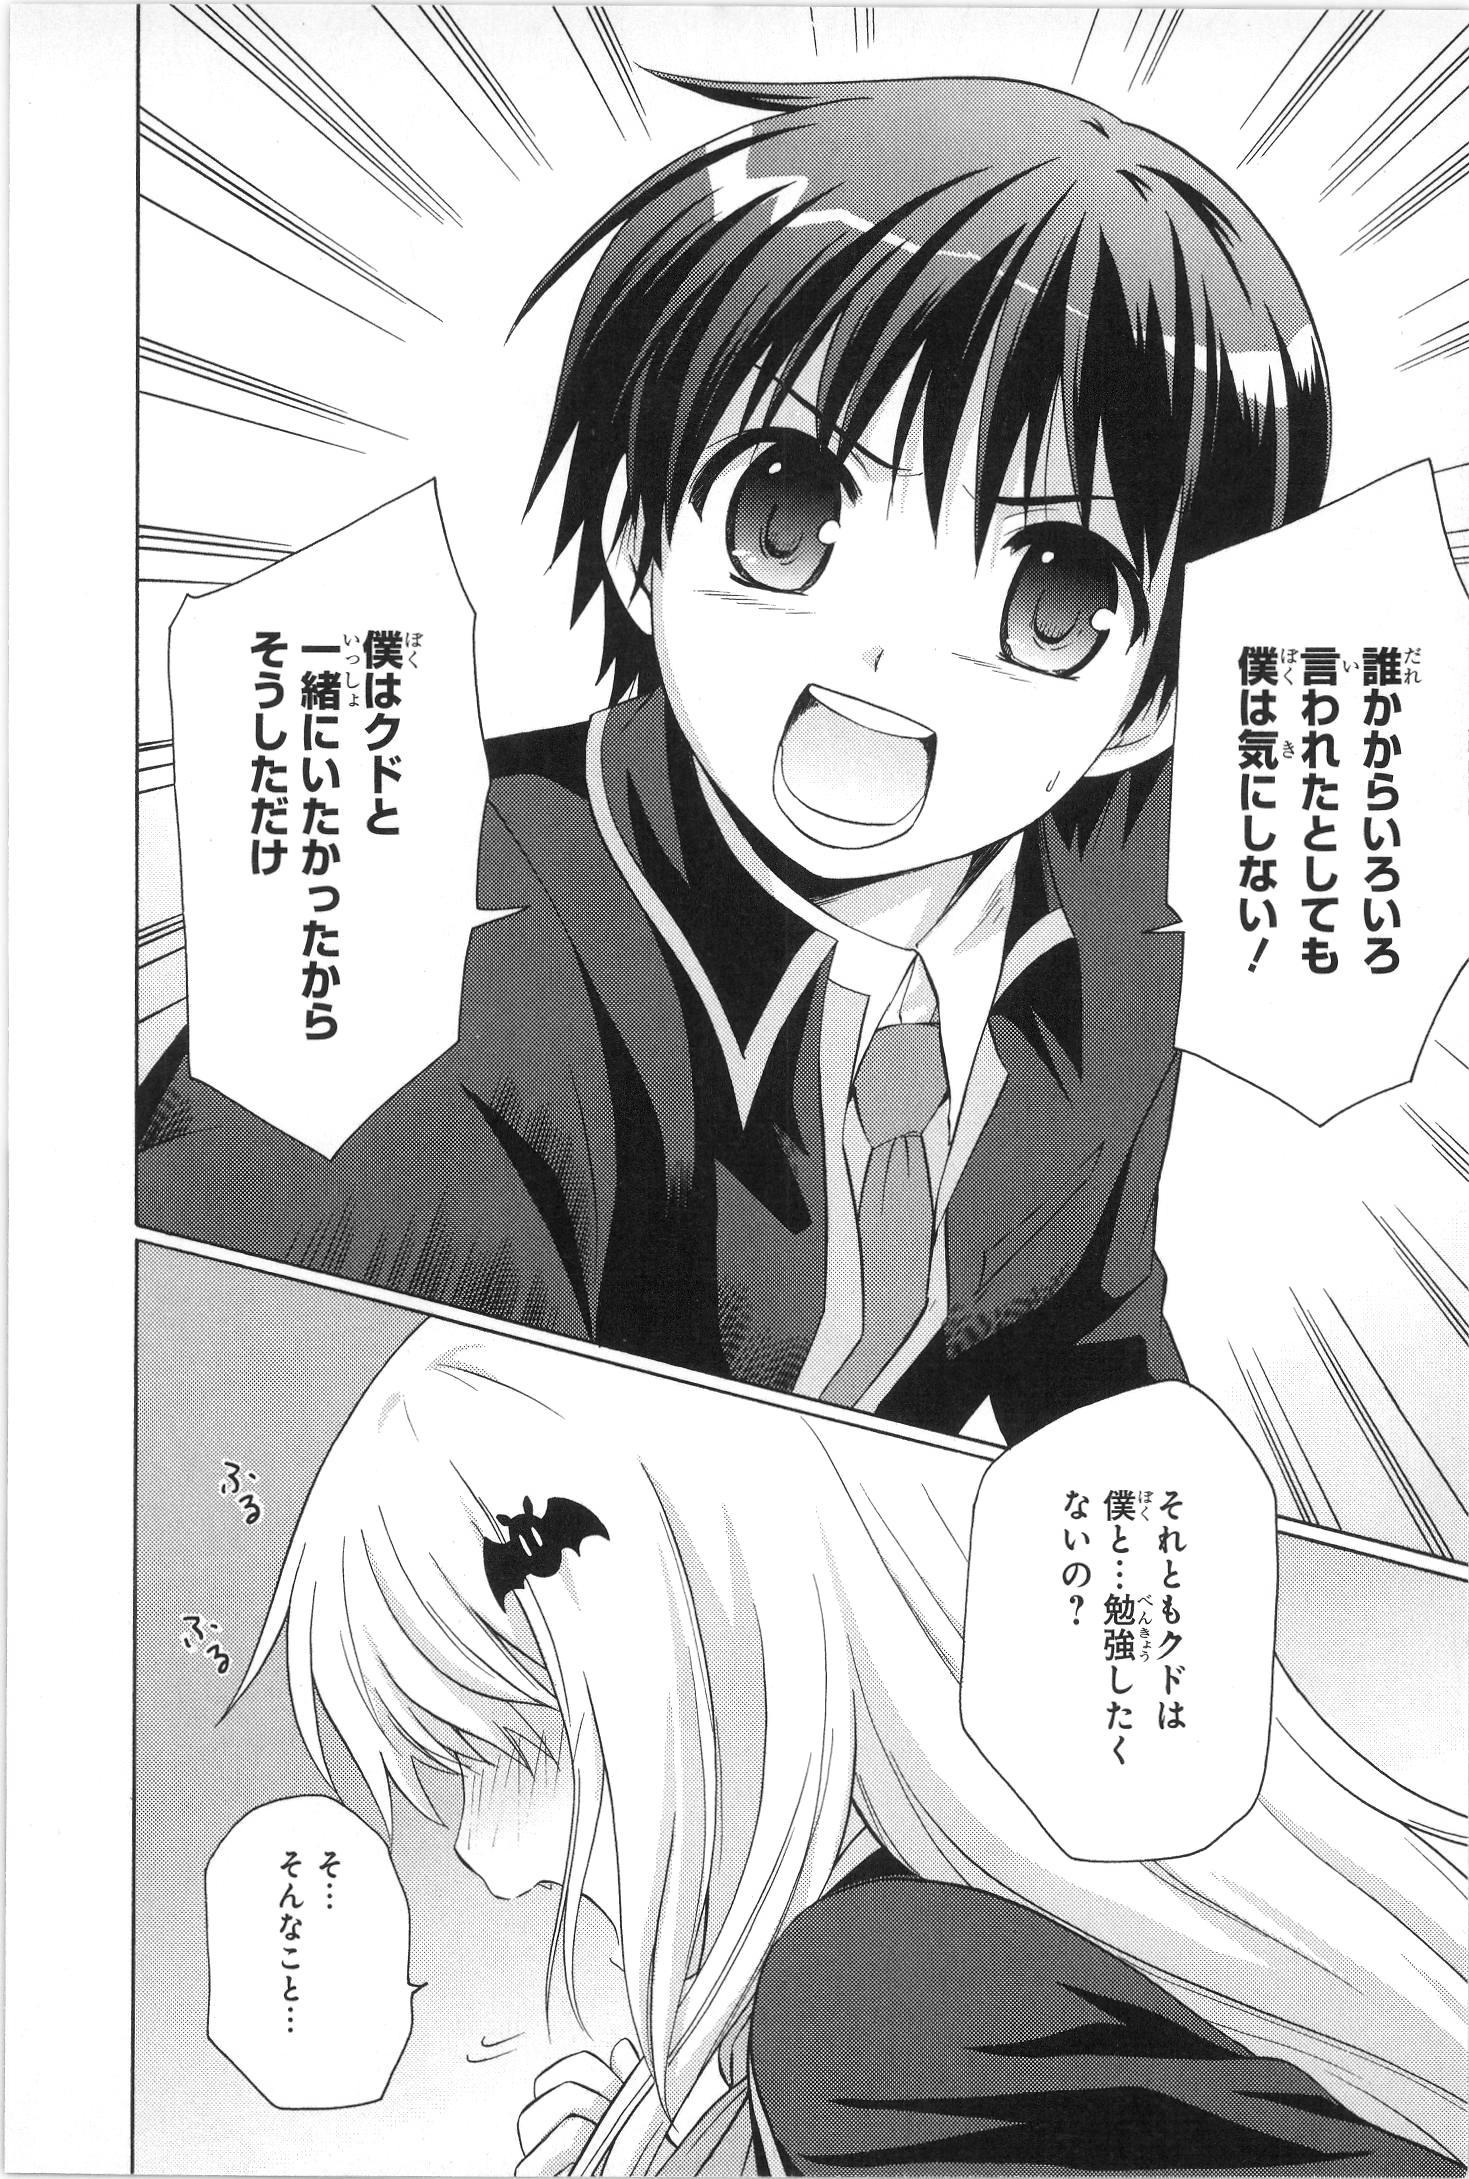 誰かからいろいろ
言われたとしても
僕は気にしない！
僕はクドと
一緒にいたかったから
そうしただけ
それともクドは
僕と…勉強したく
ないの？
ふる
ふる
そ…
そんなこと…